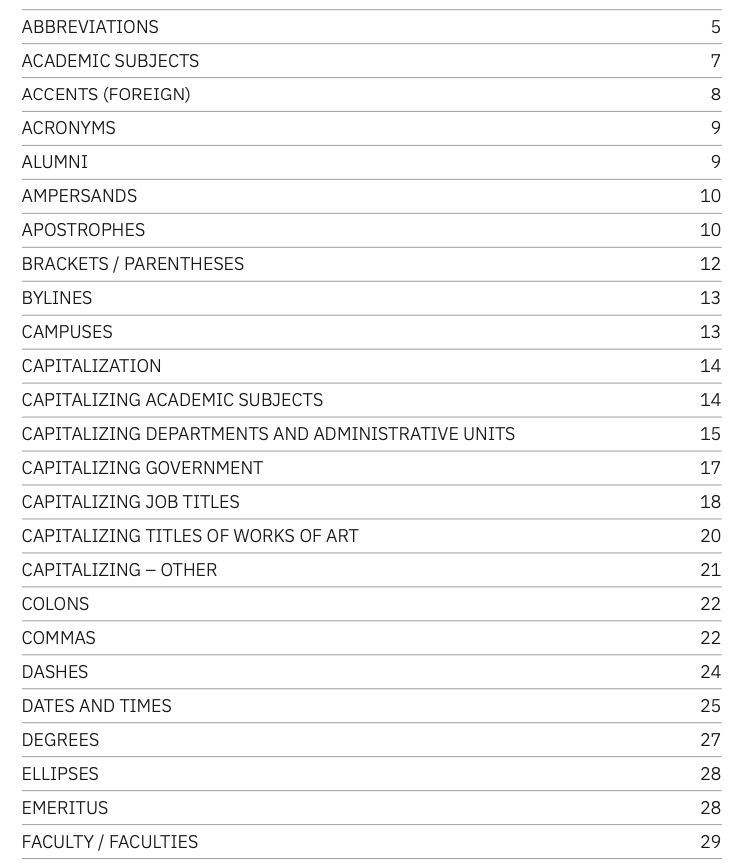 ABBREVIATIONS 5
ACADEMIC SUBJECTS 7
ACCENTS (FOREIGN) 8
ACRONYMS 9
ALUMNI 9
AMPERSANDS 10
APOSTROPHES 10
BRACKETS / PARENTHESES 12
BYLINES 13
CAMPUSES 13
CAPITALIZATION 14
CAPITALIZING ACADEMIC SUBJECTS 14
CAPITALIZING DEPARTMENTS AND ADMINISTRATIVE UNITS 15
CAPITALIZING GOVERNMENT 17
CAPITALIZING JOB TITLES 18
CAPITALIZING TITLES OF WORKS OF ART 20
CAPITALIZING – OTHER 21
COLONS 22
COMMAS 22
DASHES 24
DATES AND TIMES 25
DEGREES 27
ELLIPSES 28
EMERITUS 28
FACULTY / FACULTIES 29